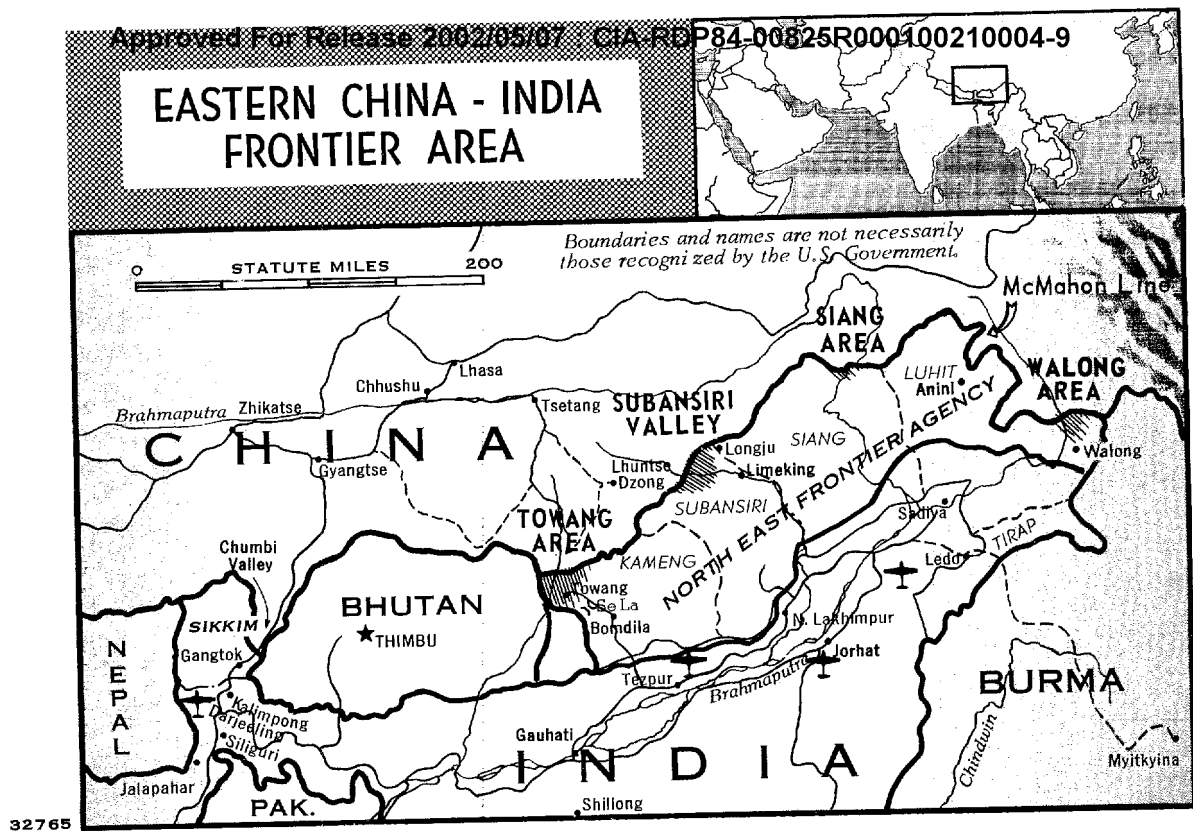 Approved For Release 2002/05/07 : CIA-RDP84-00825R000100210004-9
EASTERN CHINA - INDIA
FRONTIER AREA
Boundaries and names are not necessarily
those recognized by the U.S. Government.
0 STATUTE MILES 200
McMahon Line
SIANG
AREA
WALONG
AREA
LUHIT
Anini
Lhasa
Chhushu
Brahmaputra
Zhikatse
Tsetang
SUBANSIRI
VALLEY
CHINA
Gyangtse
Longju
SIANG
Walong
Limeking
Lhuntse
Dzong
SUBANSIRI
NORTH EAST FRONTIER AGENCY
Sadiya
TOWANG
AREA
TIRAP
Ledo
Chumbi
Valley
KAMENG
Towang
Se La
Bomdila
BHUTAN
THIMBU
SIKKIM
Gangtok
NEPAL
N. Lakhimpur
Jorhat
Tezpur
Brahmaputra
BURMA
Kalimpong
Darjeeling
Siliguri
Gauhati
INDIA
Chindwin
Myitkyina
Jalapahar
PAK.
Shillong
32765